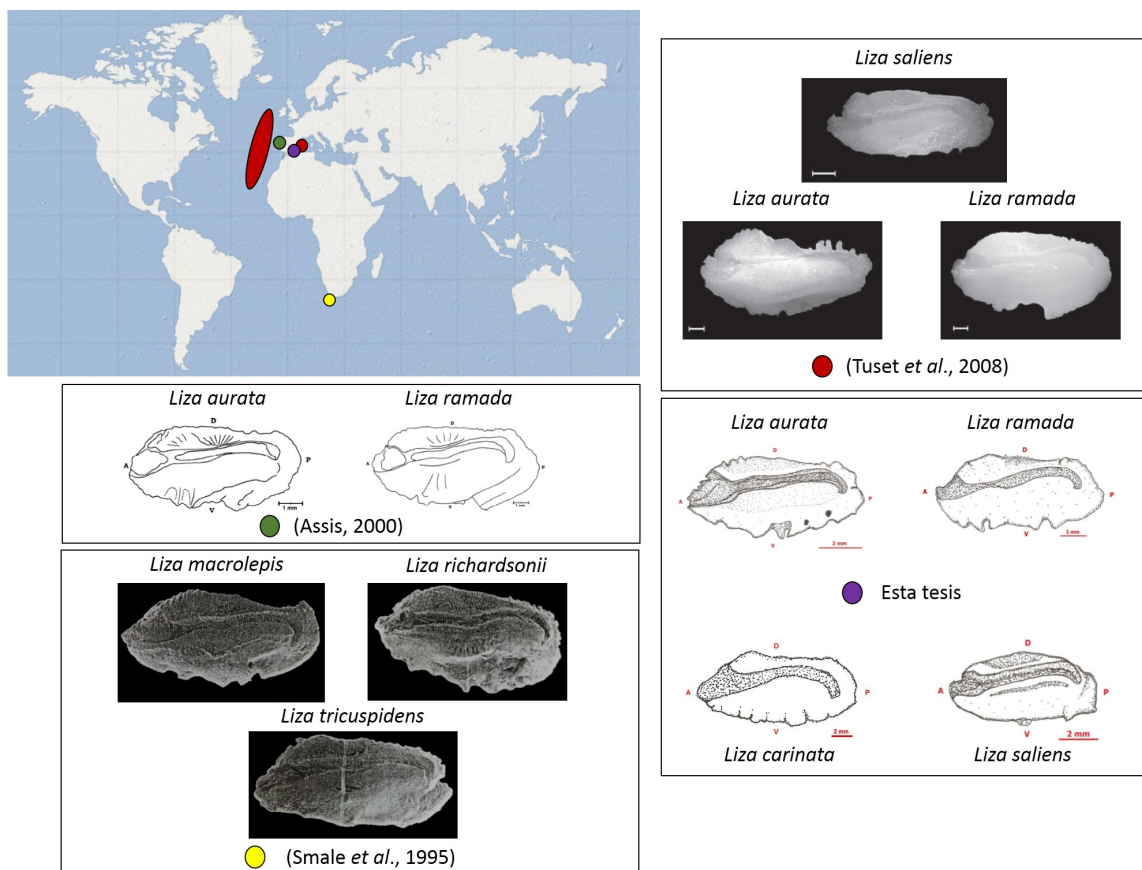 Liza saliens
Liza aurata
Liza ramada
(Tuset et al., 2008)
Liza aurata
Liza ramada
D
A
P
V
1 mm
D
A
P
V
(Assis, 2000)
Liza macrolepis
Liza richardsonii
Liza tricuspidens
(Smale et al., 1995)
Liza aurata
Liza ramada
D
A
P
V
2 mm
D
A
P
V
2 mm
Esta tesis
D
A
P
V
2 mm
D
A
P
V
2 mm
Liza carinata
Liza saliens